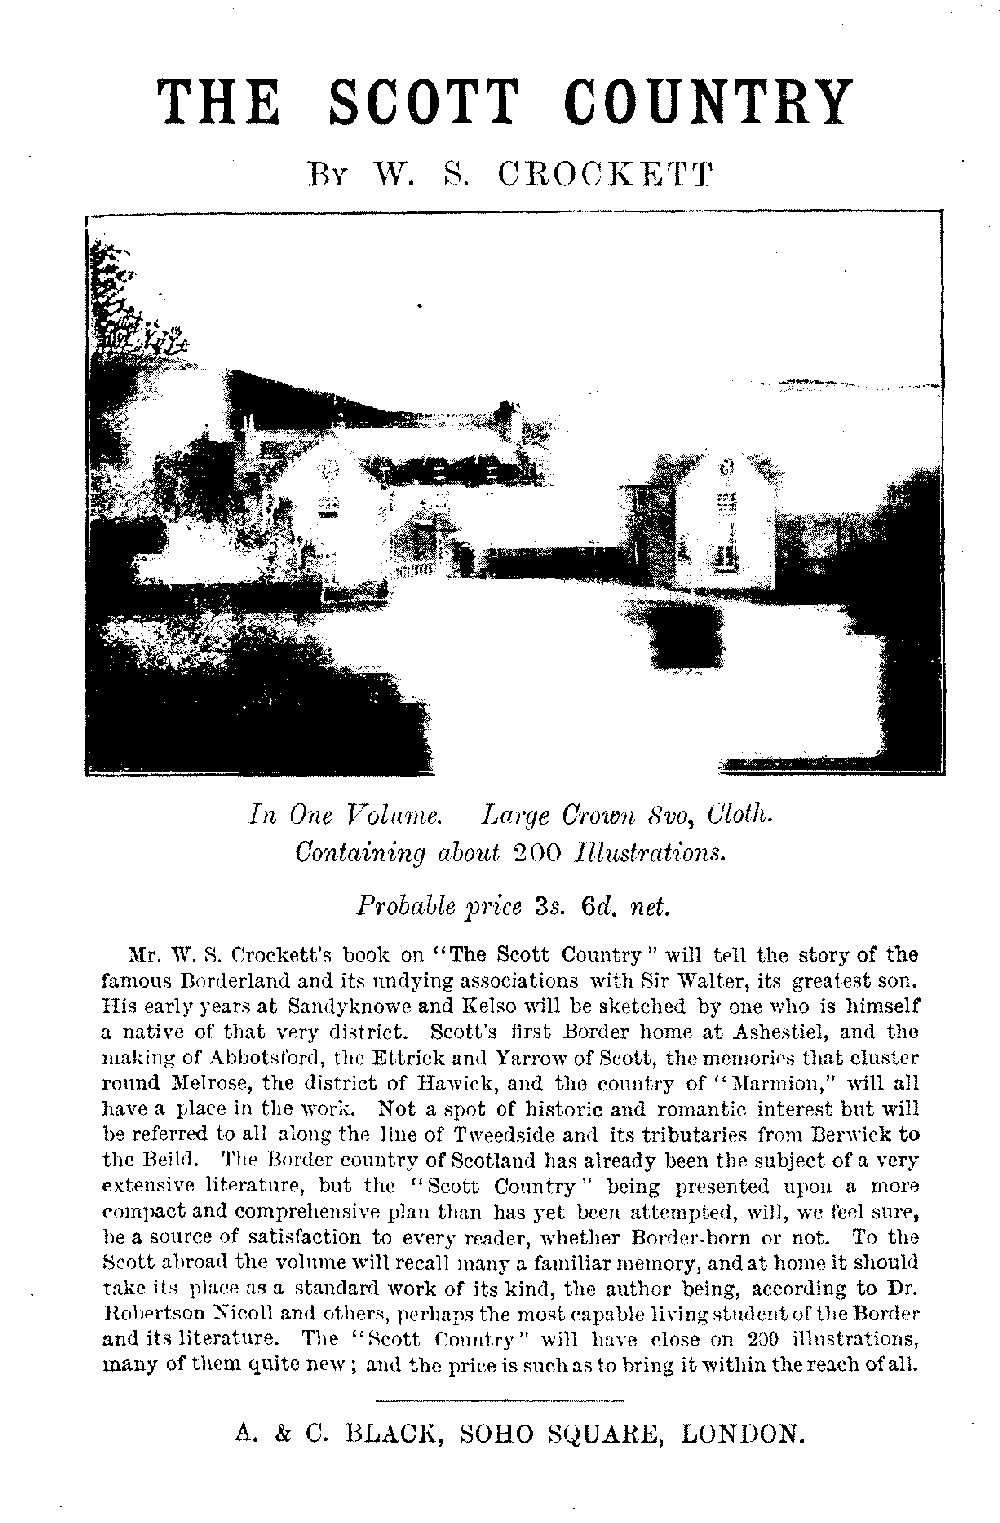 THE SCOTT COUNTRY
BY W. S. CROCKETT
In One Volume. Large Crown 8vo, Cloth.
Containing about 200 Illustrations.
Probable price 3s. 6d. net.
Mr. W. S. Crockett's book on "The Scott Country" will tell the story of the
famous Borderland and its undying associations with Sir Walter, its greatest son.
His early years at Sandyknowe and Kelso will be sketched by one who is himself
a native of that very district. Scott's first Border home at Ashestiel, and the
making of Abbotsford, the Ettrick and Yarrow of Scott, the memories that cluster
round Melrose, the district of Hawick, and the country of "Marmion," will all
have a place in the work. Not a spot of historic and romantic interest but will
be referred to all along the line of Tweedside and its tributaries from Berwick to
the Beild. The Border country of Scotland has already been the subject of a very
extensive literature, but the "Scott Country" being presented upon a more
compact and comprehensive plan than has yet been attempted, will, we feel sure,
be a source of satisfaction to every reader, whether Border-born or not. To the
Scott abroad the volume will recall many a familiar memory, and at home it should
take its place as a standard work of its kind, the author being, according to Dr.
Robertson Nicoll and others, perhaps the most capable living student of the Border
and its literature. The "Scott Country" will have close on 200 illustrations,
many of them quite new; and the price is such as to bring it within the reach of all.
A. & C. BLACK, SOHO SQUARE, LONDON.